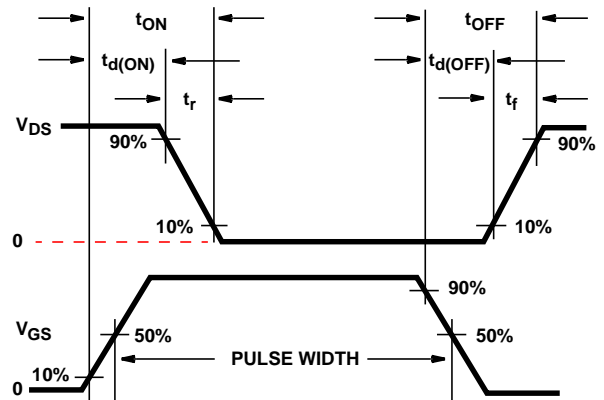 tON tOFF
td(ON) td(OFF)
tr tf
VDS
90% 90%
10% 10%
0
90%
VGS 50% 50%
PULSE WIDTH
10%
0